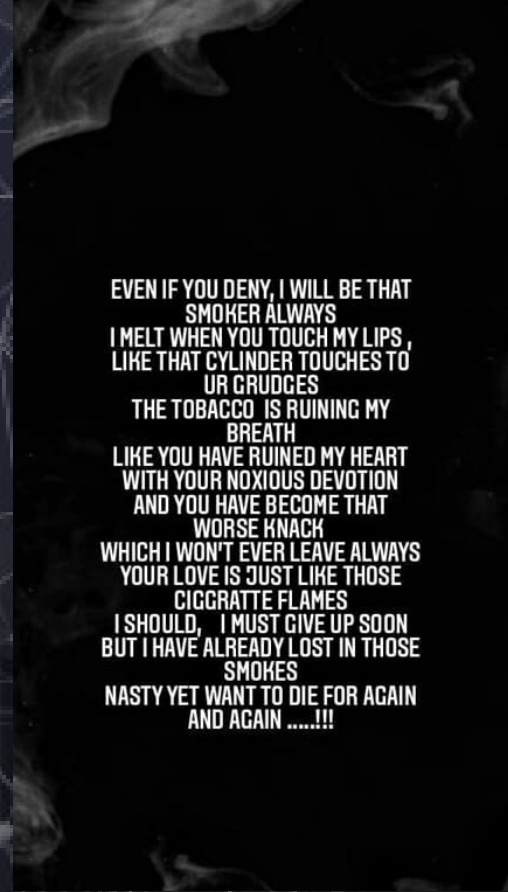 EVEN IF YOU DENY, I WILL BE THAT
SMOKER ALWAYS
I MELT WHEN YOU TOUCH MY LIPS ,
LIKE THAT CYLINDER TOUCHES TO
UR GRUDGES
THE TOBACCO IS RUINING MY
BREATH
LIKE YOU HAVE RUINED MY HEART
WITH YOUR NOXIOUS DEVOTION
AND YOU HAVE BECOME THAT
WORSE KNACK
WHICH I WON'T EVER LEAVE ALWAYS
YOUR LOVE IS JUST LIKE THOSE
CIGGRATTE FLAMES
I SHOULD, I MUST GIVE UP SOON
BUT I HAVE ALREADY LOST IN THOSE
SMOKES
NASTY YET WANT TO DIE FOR AGAIN
AND AGAIN .....!!!